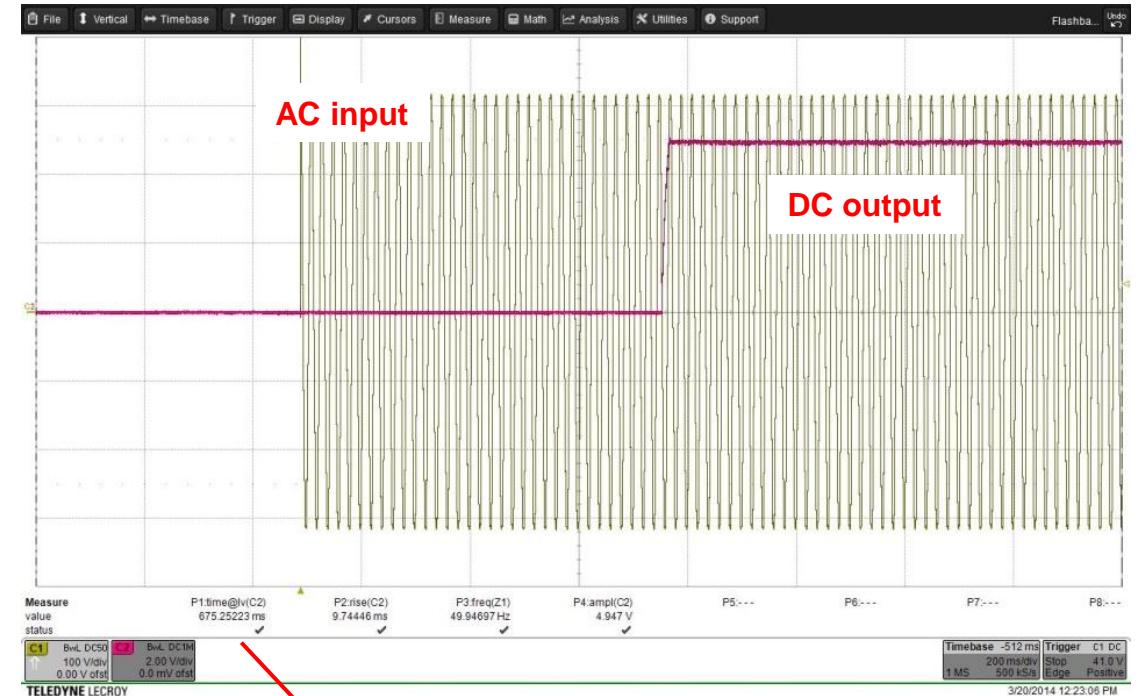 File Vertical Timebase Trigger Display Cursors Measure Math Analysis Utilities Support Flashba... Undo
AC input
DC output
C2
Measure P1:time@lv(C2) P2:rise(C2) P3:freq(Z1) P4:ampl(C2) P5:--- P6:--- P7:--- P8:---
value 675.25223 ms 9.74446 ms 49.94697 Hz 4.947 V
status
C1 BwL DC50 C2 BwL DC1M Timebase -512 ms Trigger C1 DC
100 V/div 2.00 V/div 200 ms/div Stop 41.0 V
0.00 V ofst 0.0 mV ofst 1 MS 500 kS/s Edge Positive
TELEDYNE LECROY 3/20/2014 12:23:06 PM